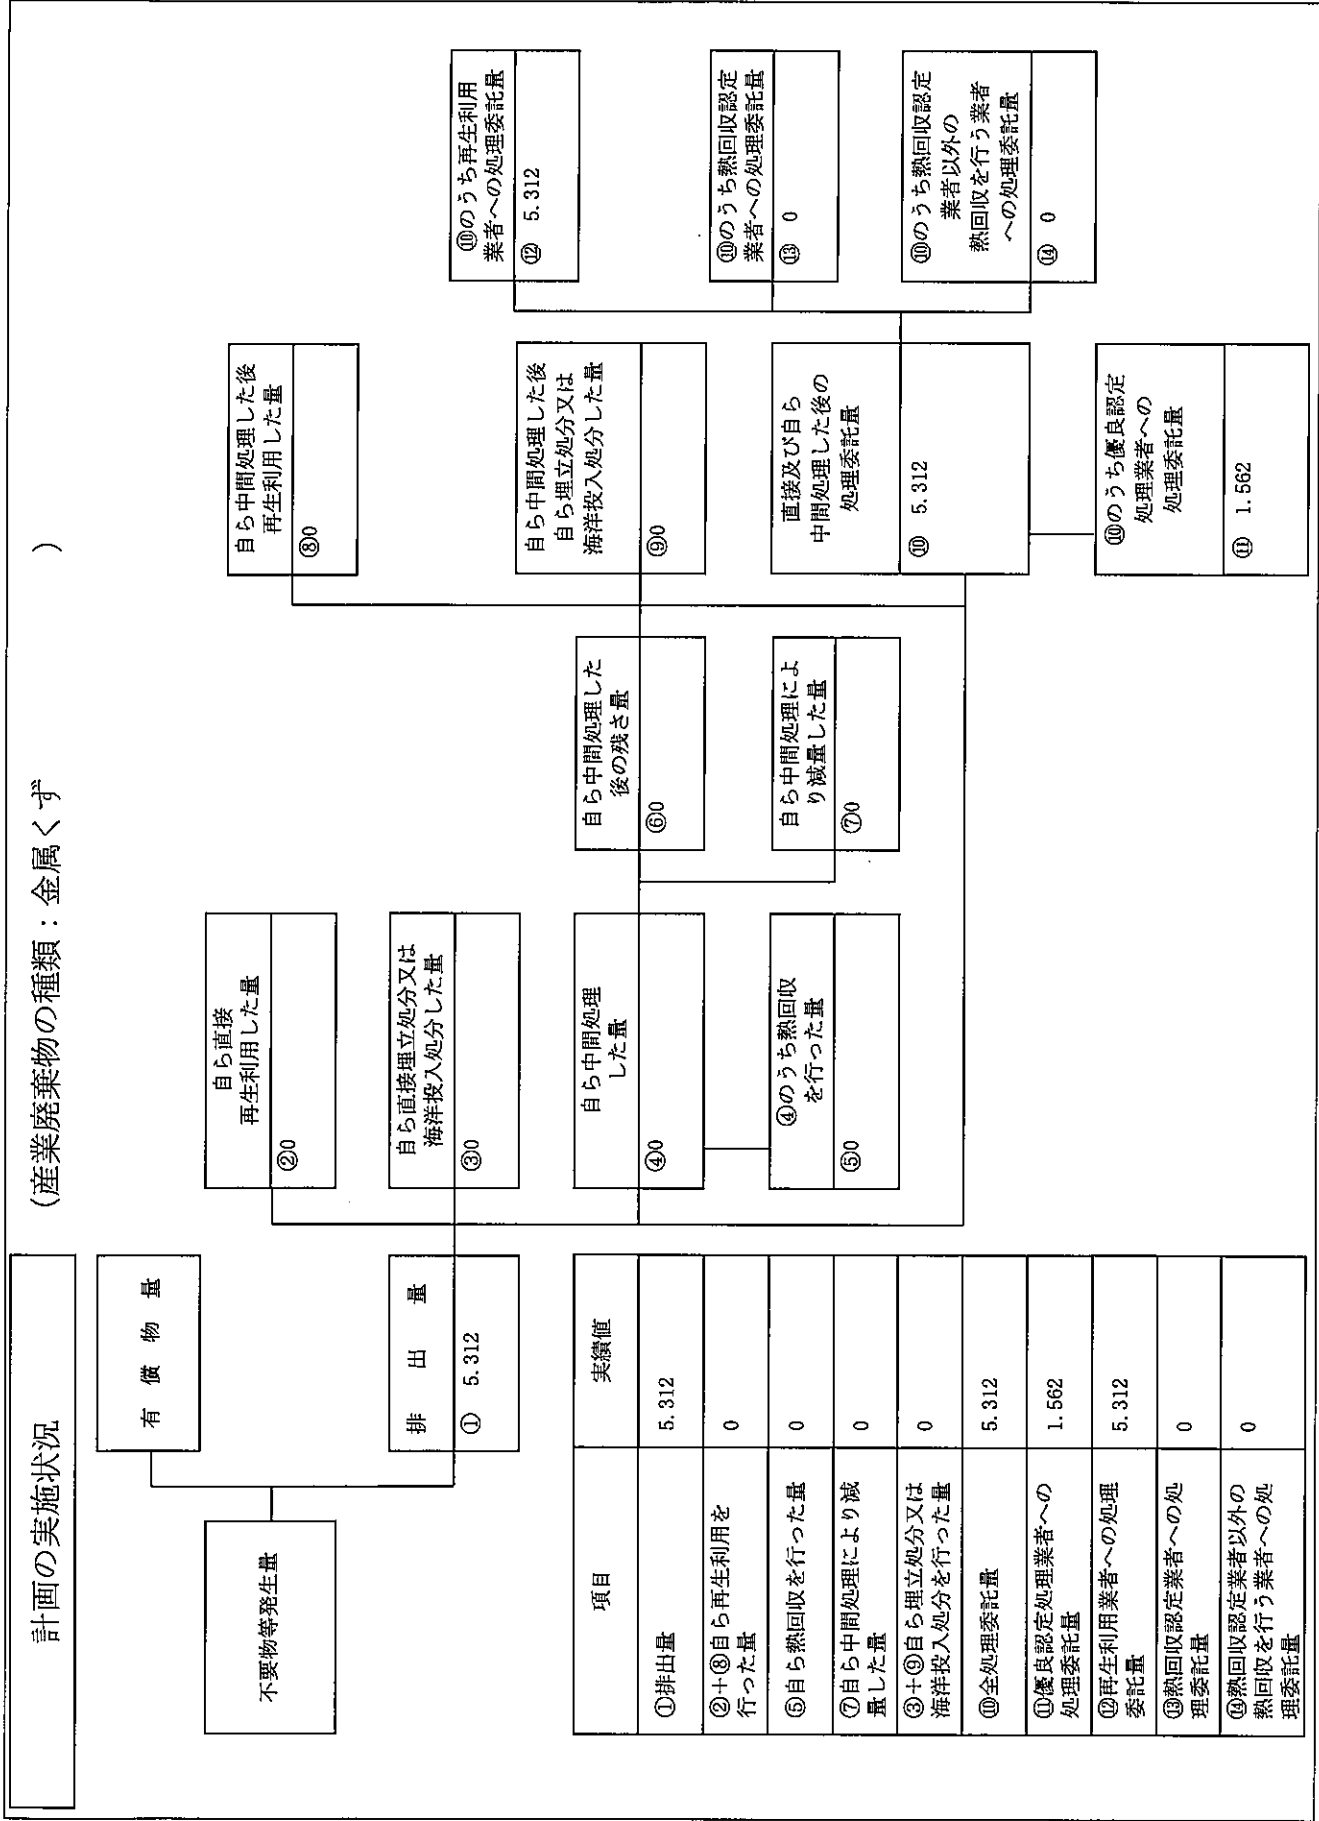 計画の実施状況
(産業廃棄物の種類：金属くず　　　　　)
不要物等発生量
有 償 物 量
排 出 量
① 5.312
自ら直接
再生利用した量
②0
自ら直接埋立処分又は
海洋投入処分した量
③0
自ら中間処理
した量
④0
④のうち熱回収
を行った量
⑤0
自ら中間処理した
後の残さ量
⑥0
自ら中間処理によ
り減量した量
⑦0
自ら中間処理した後
再生利用した量
⑧0
自ら中間処理した後
自ら埋立処分又は
海洋投入処分した量
⑨0
直接及び自ら
中間処理した後の
処理委託量
⑩ 5.312
⑩のうち優良認定
処理業者への
処理委託量
⑪ 1.562
⑩のうち再生利用
業者への処理委託量
⑫ 5.312
⑩のうち熱回収認定
業者への処理委託量
⑬ 0
⑩のうち熱回収認定
業者以外の
熱回収を行う業者
への処理委託量
⑭ 0
項目 実績値
①排出量 5.312
②＋⑧自ら再生利用を
行った量 0
⑤自ら熱回収を行った量 0
⑦自ら中間処理により減
量した量 0
③＋⑨自ら埋立処分又は
海洋投入処分を行った量 0
⑩全処理委託量 5.312
⑪優良認定処理業者への
処理委託量 1.562
⑫再生利用業者への処理
委託量 5.312
⑬熱回収認定業者への処
理委託量 0
⑭熱回収認定業者以外の
熱回収を行う業者への処
理委託量 0